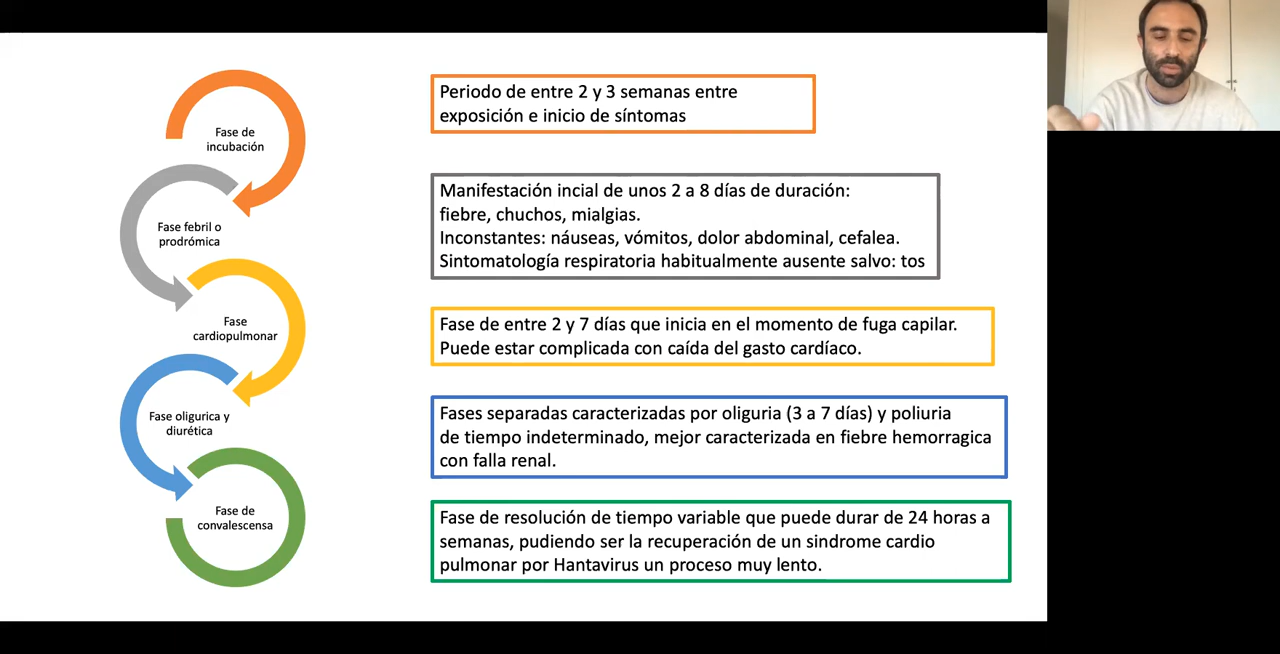 Fase de
incubación
Periodo de entre 2 y 3 semanas entre
exposición e inicio de síntomas
Fase febril o
prodrómica
Manifestación incial de unos 2 a 8 días de duración:
fiebre, chuchos, mialgias.
Inconstantes: náuseas, vómitos, dolor abdominal, cefalea.
Sintomatología respiratoria habitualmente ausente salvo: tos
Fase
cardiopulmonar
Fase de entre 2 y 7 días que inicia en el momento de fuga capilar.
Puede estar complicada con caída del gasto cardíaco.
Fase oligurica y
diurética
Fases separadas caracterizadas por oliguria (3 a 7 días) y poliuria
de tiempo indeterminado, mejor caracterizada en fiebre hemorragica
con falla renal.
Fase de
convalescensa
Fase de resolución de tiempo variable que puede durar de 24 horas a
semanas, pudiendo ser la recuperación de un sindrome cardio
pulmonar por Hantavirus un proceso muy lento.